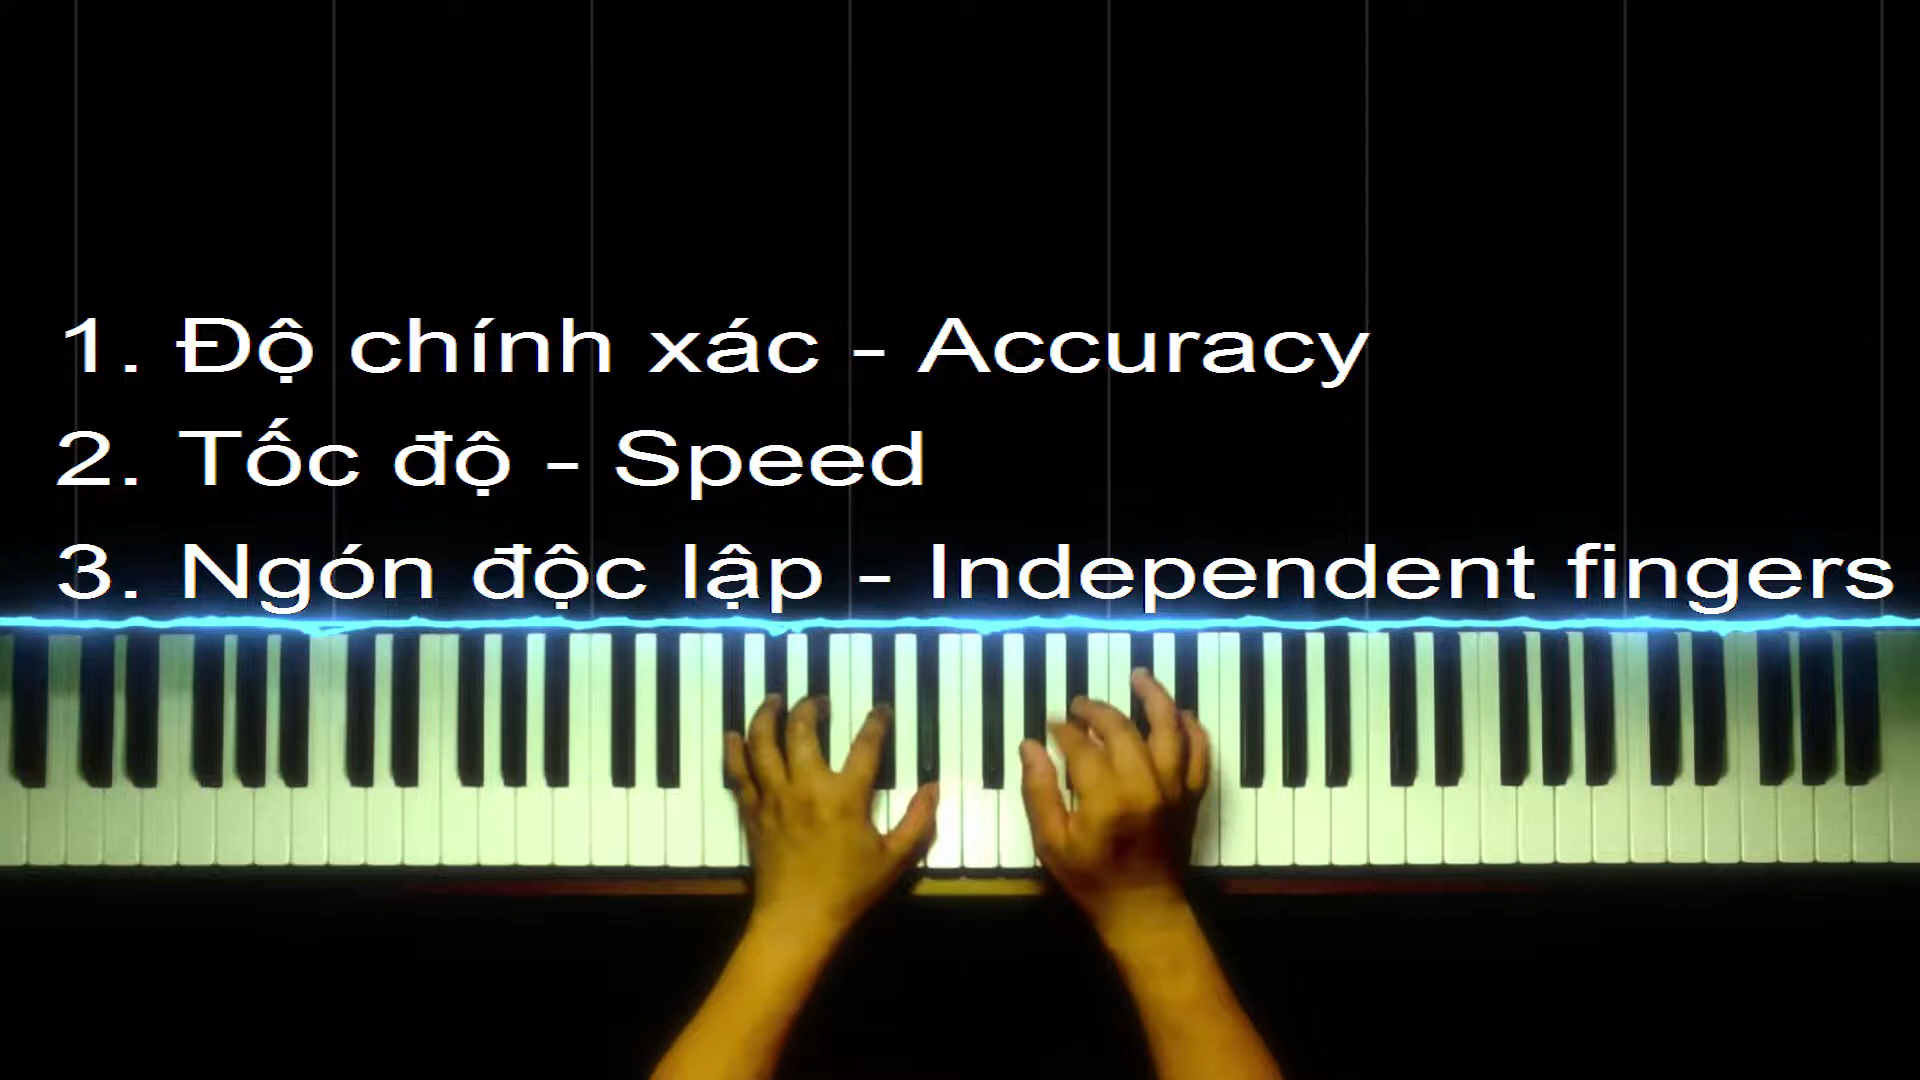 1. Độ chính xác - Accuracy
2. Tốc độ - Speed
3. Ngón độc lập - Independent fingers